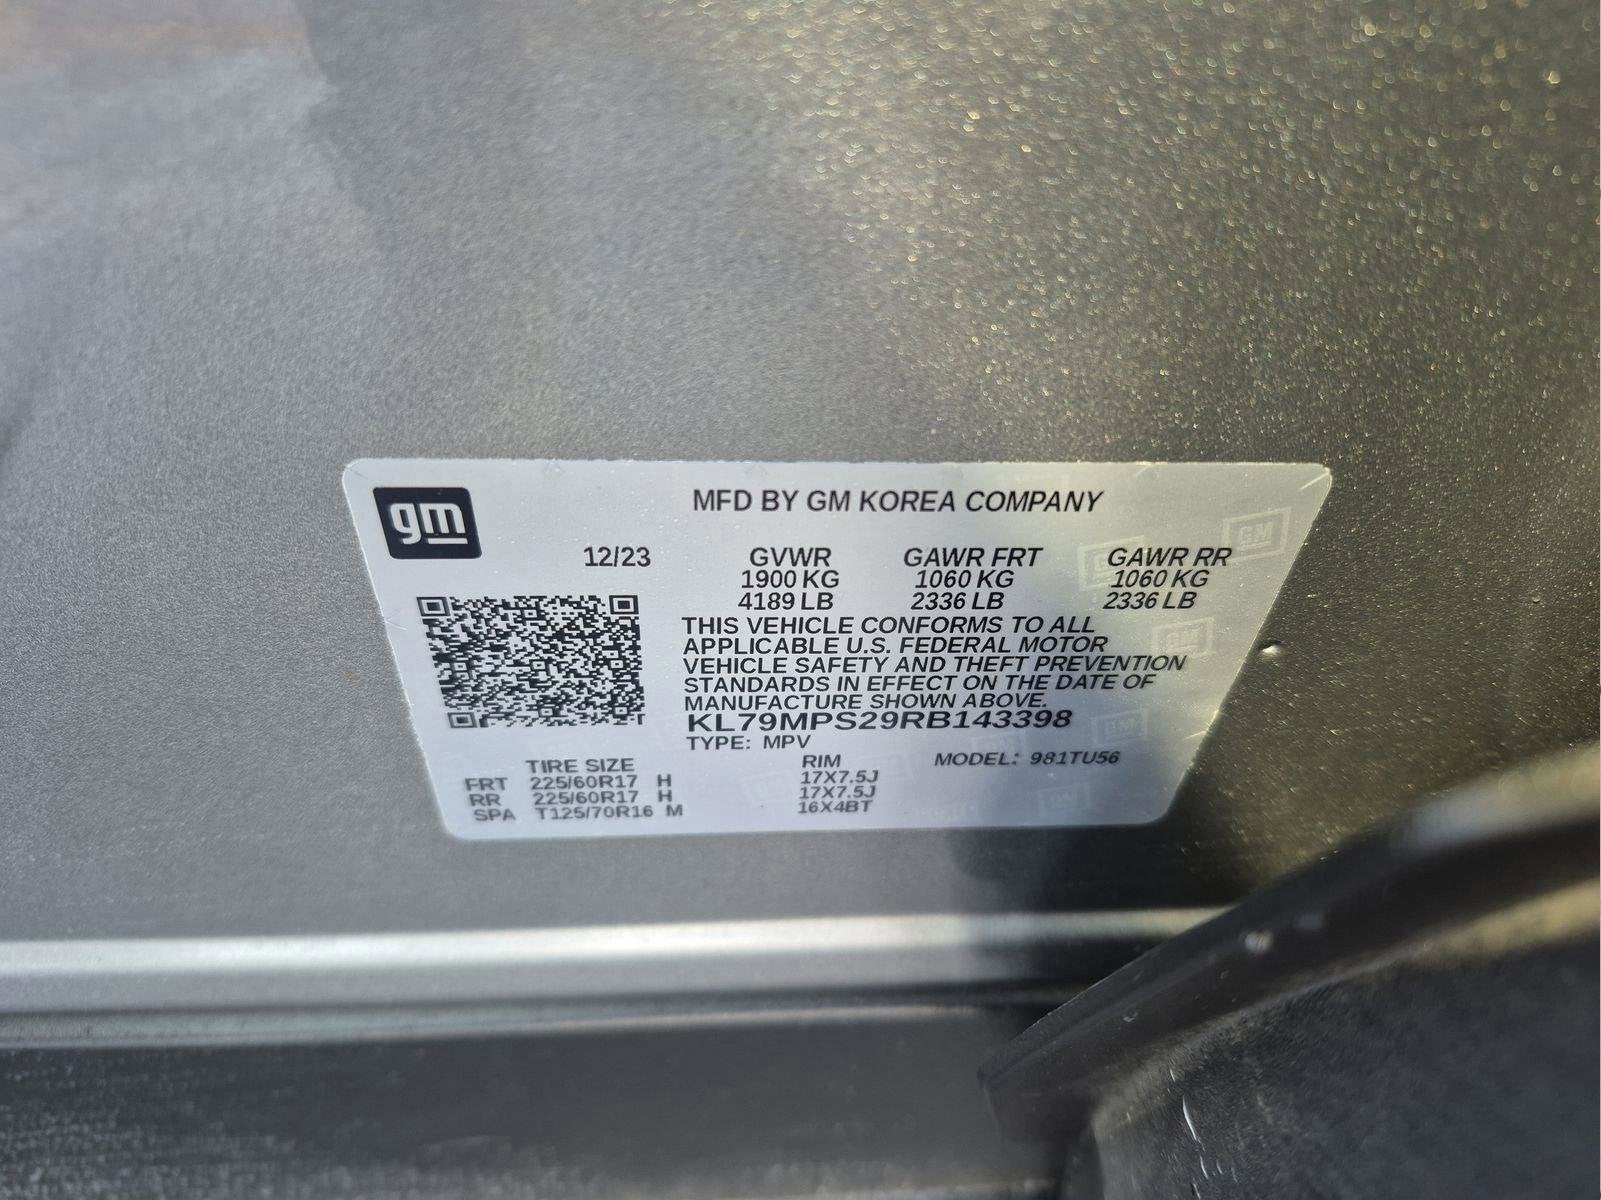 gm
MFD BY GM KOREA COMPANY
12/23 GVWR GAWR FRT GAWR RR
1900 KG 1060 KG 1060 KG
4189 LB 2336 LB 2336 LB
THIS VEHICLE CONFORMS TO ALL
APPLICABLE U.S. FEDERAL MOTOR
VEHICLE SAFETY AND THEFT PREVENTION
STANDARDS IN EFFECT ON THE DATE OF
MANUFACTURE SHOWN ABOVE.
KL79MPS29RB143398
TYPE: MPV
TIRE SIZE RIM MODEL: 981TU56
FRT 225/60R17 H 17X7.5J
RR 225/60R17 H 17X7.5J
SPA T125/70R16 M 16X4BT